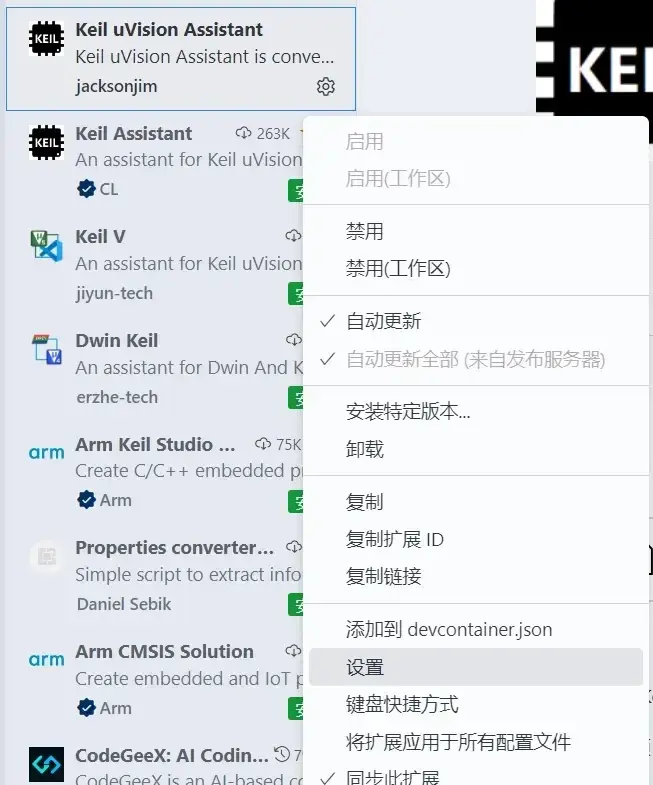 KEIL
Keil uVision Assistant
Keil uVision Assistant is conve...
jacksonjim
KEIL
Keil Assistant 263K
An assistant for Keil uVision
CL
Keil V
An assistant for Keil uVision
jiyun-tech
Dwin Keil
An assistant for Dwin And K
erzhe-tech
arm
Arm Keil Studio ... 75K
Create C/C++ embedded p
Arm
Properties converter...
Simple script to extract info
Daniel Sebik
arm
Arm CMSIS Solution
Create embedded and IoT p
Arm
CodeGeeX: AI Codin...
CodeGeeX is an AI-based co
KEI
启用
启用(工作区)
禁用
禁用(工作区)
自动更新
自动更新全部 (来自发布服务器)
安装特定版本...
卸载
复制
复制扩展 ID
复制链接
添加到 devcontainer.json
设置
键盘快捷方式
将扩展应用于所有配置文件
同步此扩展